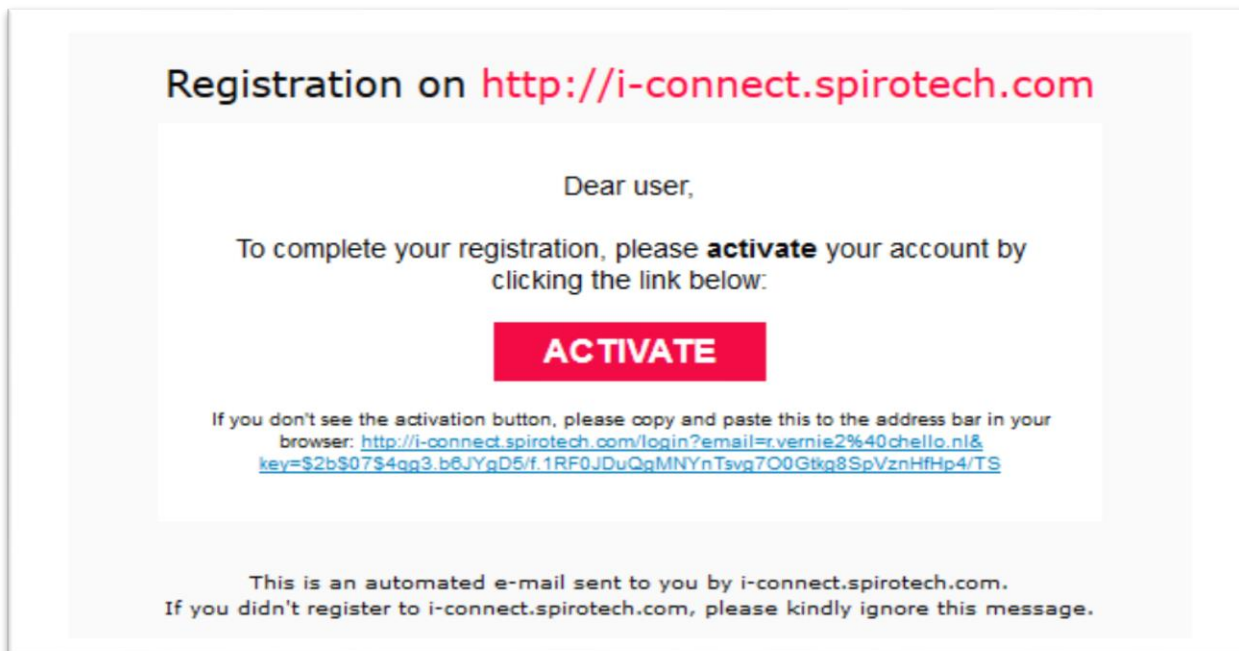 Registration on http://i-connect.spirotech.com
Dear user,
To complete your registration, please activate your account by
clicking the link below:
ACTIVATE
If you don't see the activation button, please copy and paste this to the address bar in your
browser: http://i-connect.spirotech.com/login?email=r.vernie2%40chello.nl&
key=$2b$07$4qg3.b6JYgD5/f.1RF0JDuQgMNYnTsvg7O0Gtkg8SpVznHfHp4/TS
This is an automated e-mail sent to you by i-connect.spirotech.com.
If you didn't register to i-connect.spirotech.com, please kindly ignore this message.